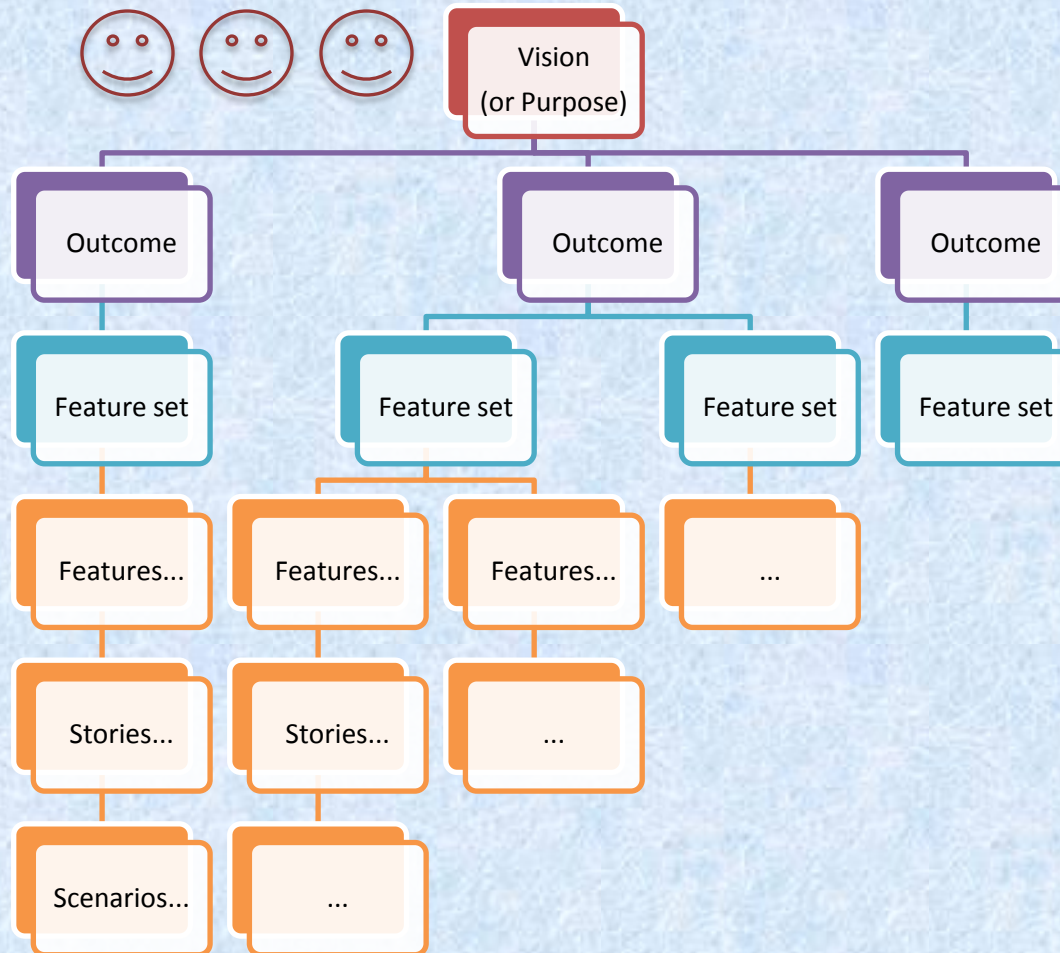 Vision
(or Purpose)
Outcome
Outcome
Outcome
Feature set
Feature set
Feature set
Feature set
Features...
Features...
Features...
...
Stories...
Stories...
...
Scenarios...
...